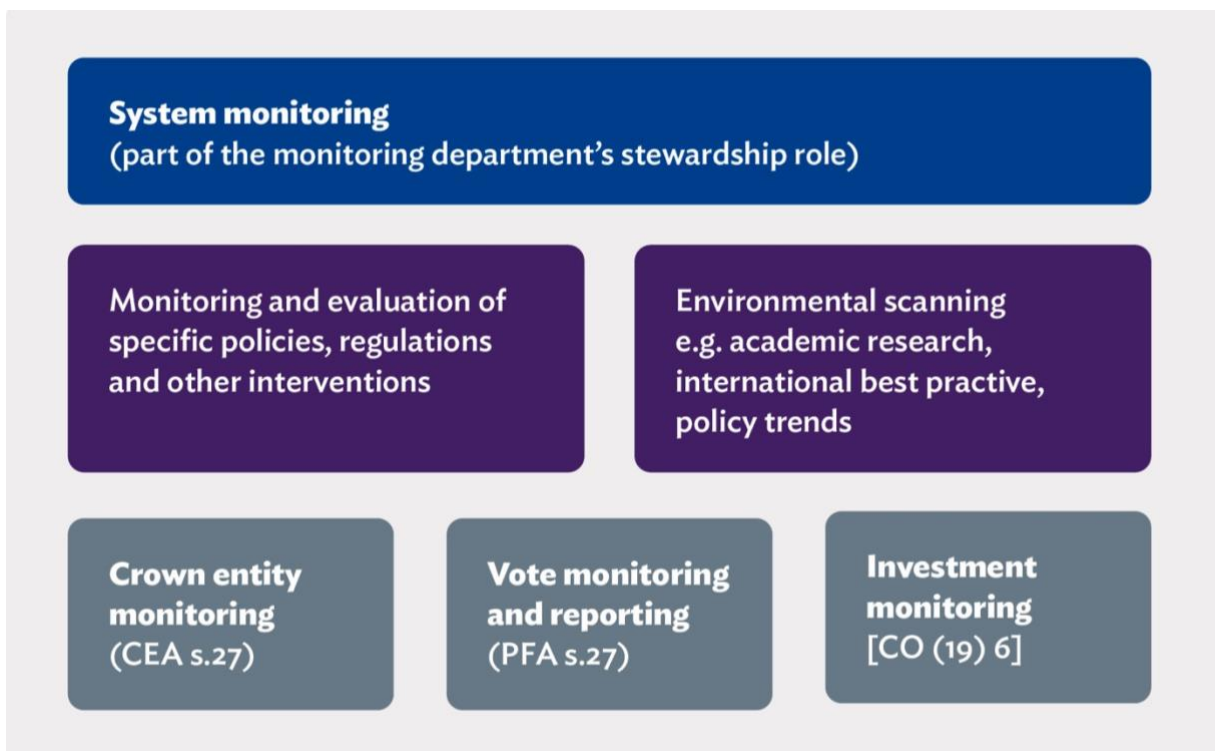 System monitoring
(part of the monitoring department’s stewardship role)
Monitoring and evaluation of
specific policies, regulations
and other interventions
Environmental scanning
e.g. academic research,
international best practive,
policy trends
Crown entity
monitoring
(CEA s.27)
Vote monitoring
and reporting
(PFA s.27)
Investment
monitoring
[CO (19) 6]